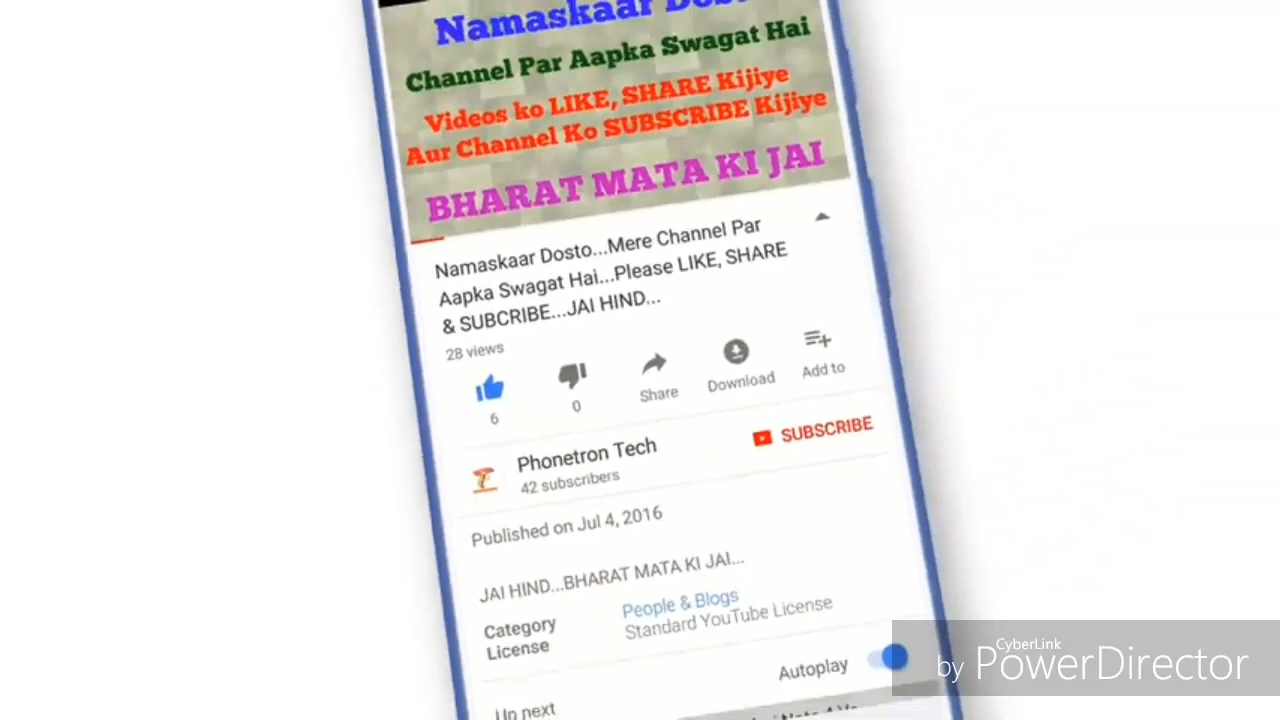 Namaskaar Dosto
Channel Par Aapka Swagat Hai
Videos ko LIKE, SHARE Kijiye
Aur Channel Ko SUBSCRIBE Kijiye
BHARAT MATA KI JAI
Namaskaar Dosto...Mere Channel Par
Aapka Swagat Hai...Please LIKE, SHARE
& SUBCRIBE...JAI HIND...
28 views
6
0
Share
Download
Add to
Phonetron Tech
42 subscribers
SUBSCRIBE
Published on Jul 4, 2016
JAI HIND...BHARAT MATA KI JAI...
Category People & Blogs
License Standard YouTube License
Autoplay
Up next
CyberLink
by PowerDirector